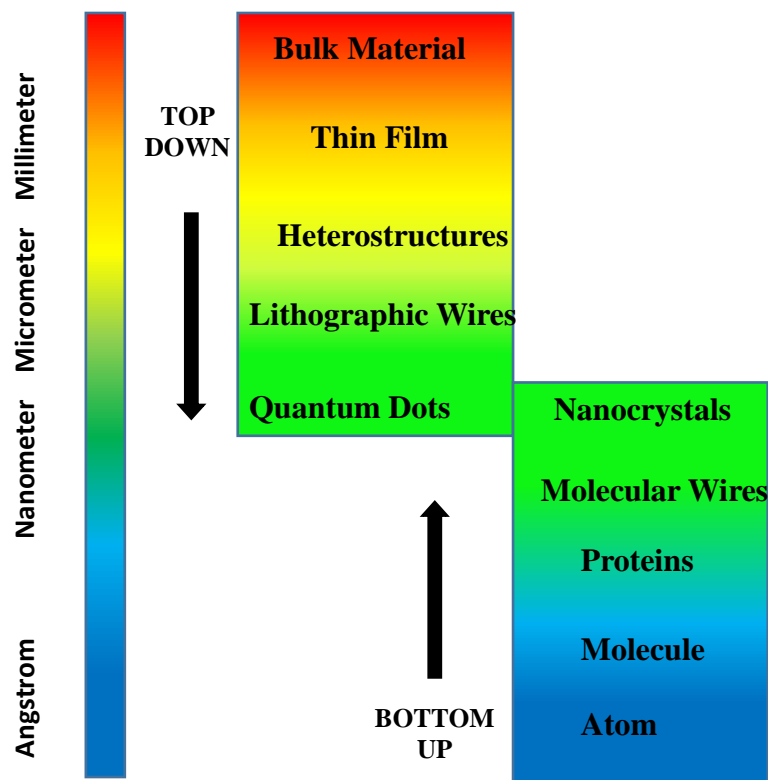 Millimeter
Micrometer
Nanometer
Angstrom
TOP
DOWN
Bulk Material
Thin Film
Heterostructures
Lithographic Wires
Quantum Dots
Nanocrystals
Molecular Wires
Proteins
Molecule
Atom
BOTTOM
UP